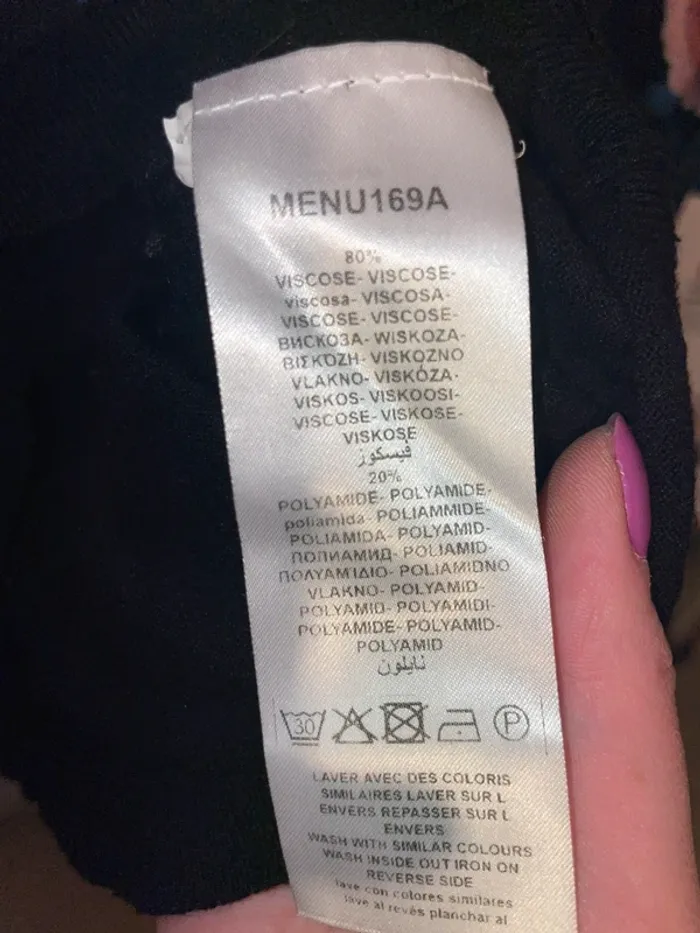 MENU169A
80%
VISCOSE- VISCOSE-
viscosa- VISCOSA-
VISCOSE- VISCOSE-
ВИСКОЗА- WISKOZA-
ΒΙΣΚΌΖΗ- VISKOZNO
VLAKNO- VISKÓZA-
VISKOS- VISKOOSI-
VISCOSE- VISKOSE-
VISKOSE
فيسكوز
20%
POLYAMIDE- POLYAMIDE-
poliamida- POLIAMMIDE-
POLIAMIDA- POLYAMID-
ПОЛИАМИД- POLIAMID-
ΠΟΛΥΑΜΊΔΙΟ- POLIAMIDNO
VLAKNO- POLYAMID-
POLYAMID- POLYAMIDI-
POLYAMIDE- POLYAMID-
POLYAMID
نايلون
30 P
LAVER AVEC DES COLORIS
SIMILAIRES LAVER SUR L
ENVERS REPASSER SUR L
ENVERS
WASH WITH SIMILAR COLOURS
WASH INSIDE OUT IRON ON
REVERSE SIDE
lave con colores similares
lave al revés planchar al